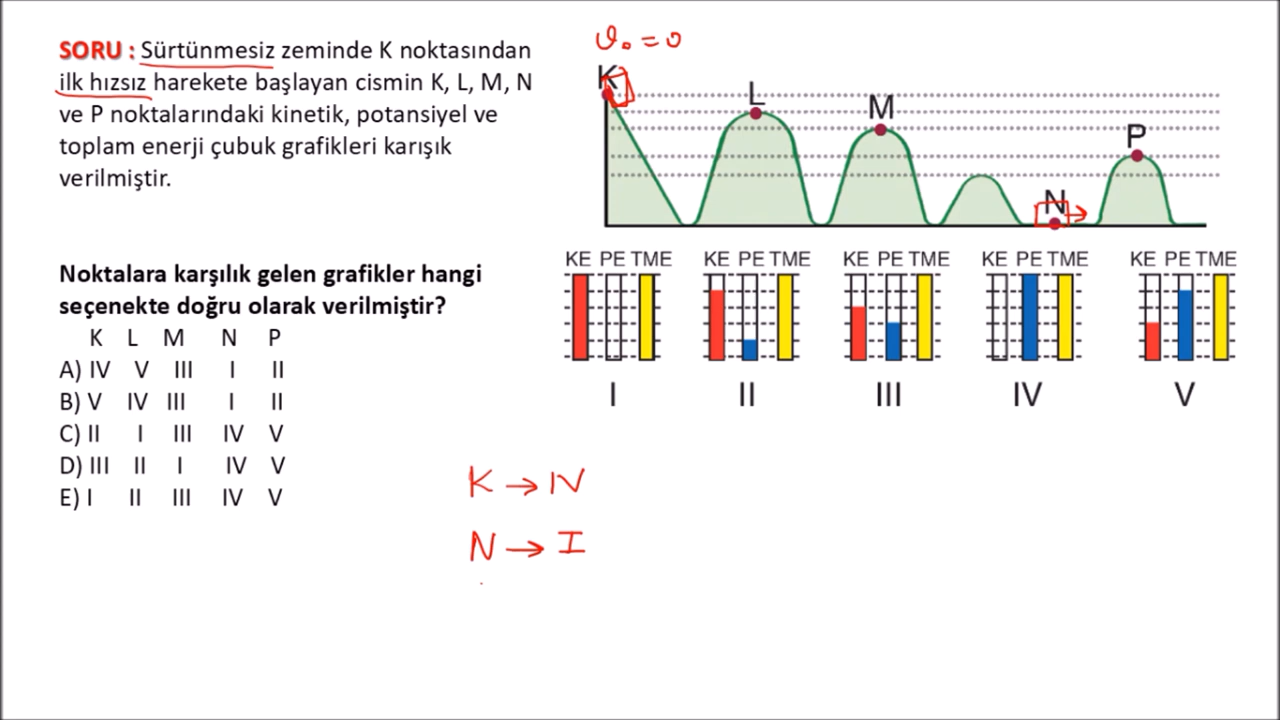 SORU : Sürtünmesiz zeminde K noktasından
ilk hızsız harekete başlayan cismin K, L, M, N
ve P noktalarındaki kinetik, potansiyel ve
toplam enerji çubuk grafikleri karışık
verilmiştir.
Noktalara karşılık gelen grafikler hangi
seçenekte doğru olarak verilmiştir?
K L M N P
A) IV V III I II
B) V IV III I II
C) II I III IV V
D) III II I IV V
E) I II III IV V
ϑ₀ = 0
K
L
M
N
P
KE PE TME
KE PE TME
KE PE TME
KE PE TME
KE PE TME
I
II
III
IV
V
K → IV
N → I